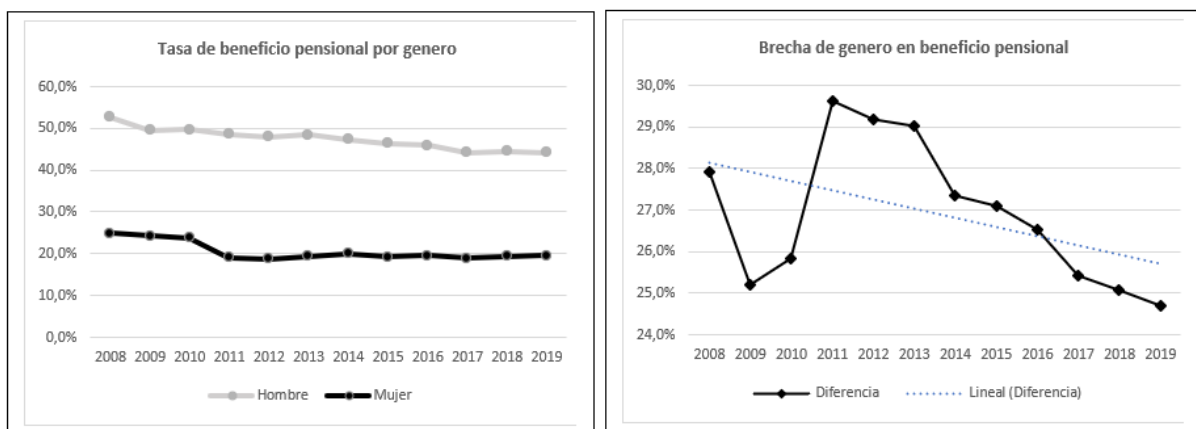 Tasa de beneficio pensional por genero
60,0%
50,0%
40,0%
30,0%
20,0%
10,0%
0,0%
2008 2009 2010 2011 2012 2013 2014 2015 2016 2017 2018 2019
Hombre Mujer
Brecha de genero en beneficio pensional
30,0%
29,0%
28,0%
27,0%
26,0%
25,0%
24,0%
2008 2009 2010 2011 2012 2013 2014 2015 2016 2017 2018 2019
Diferencia Lineal (Diferencia)